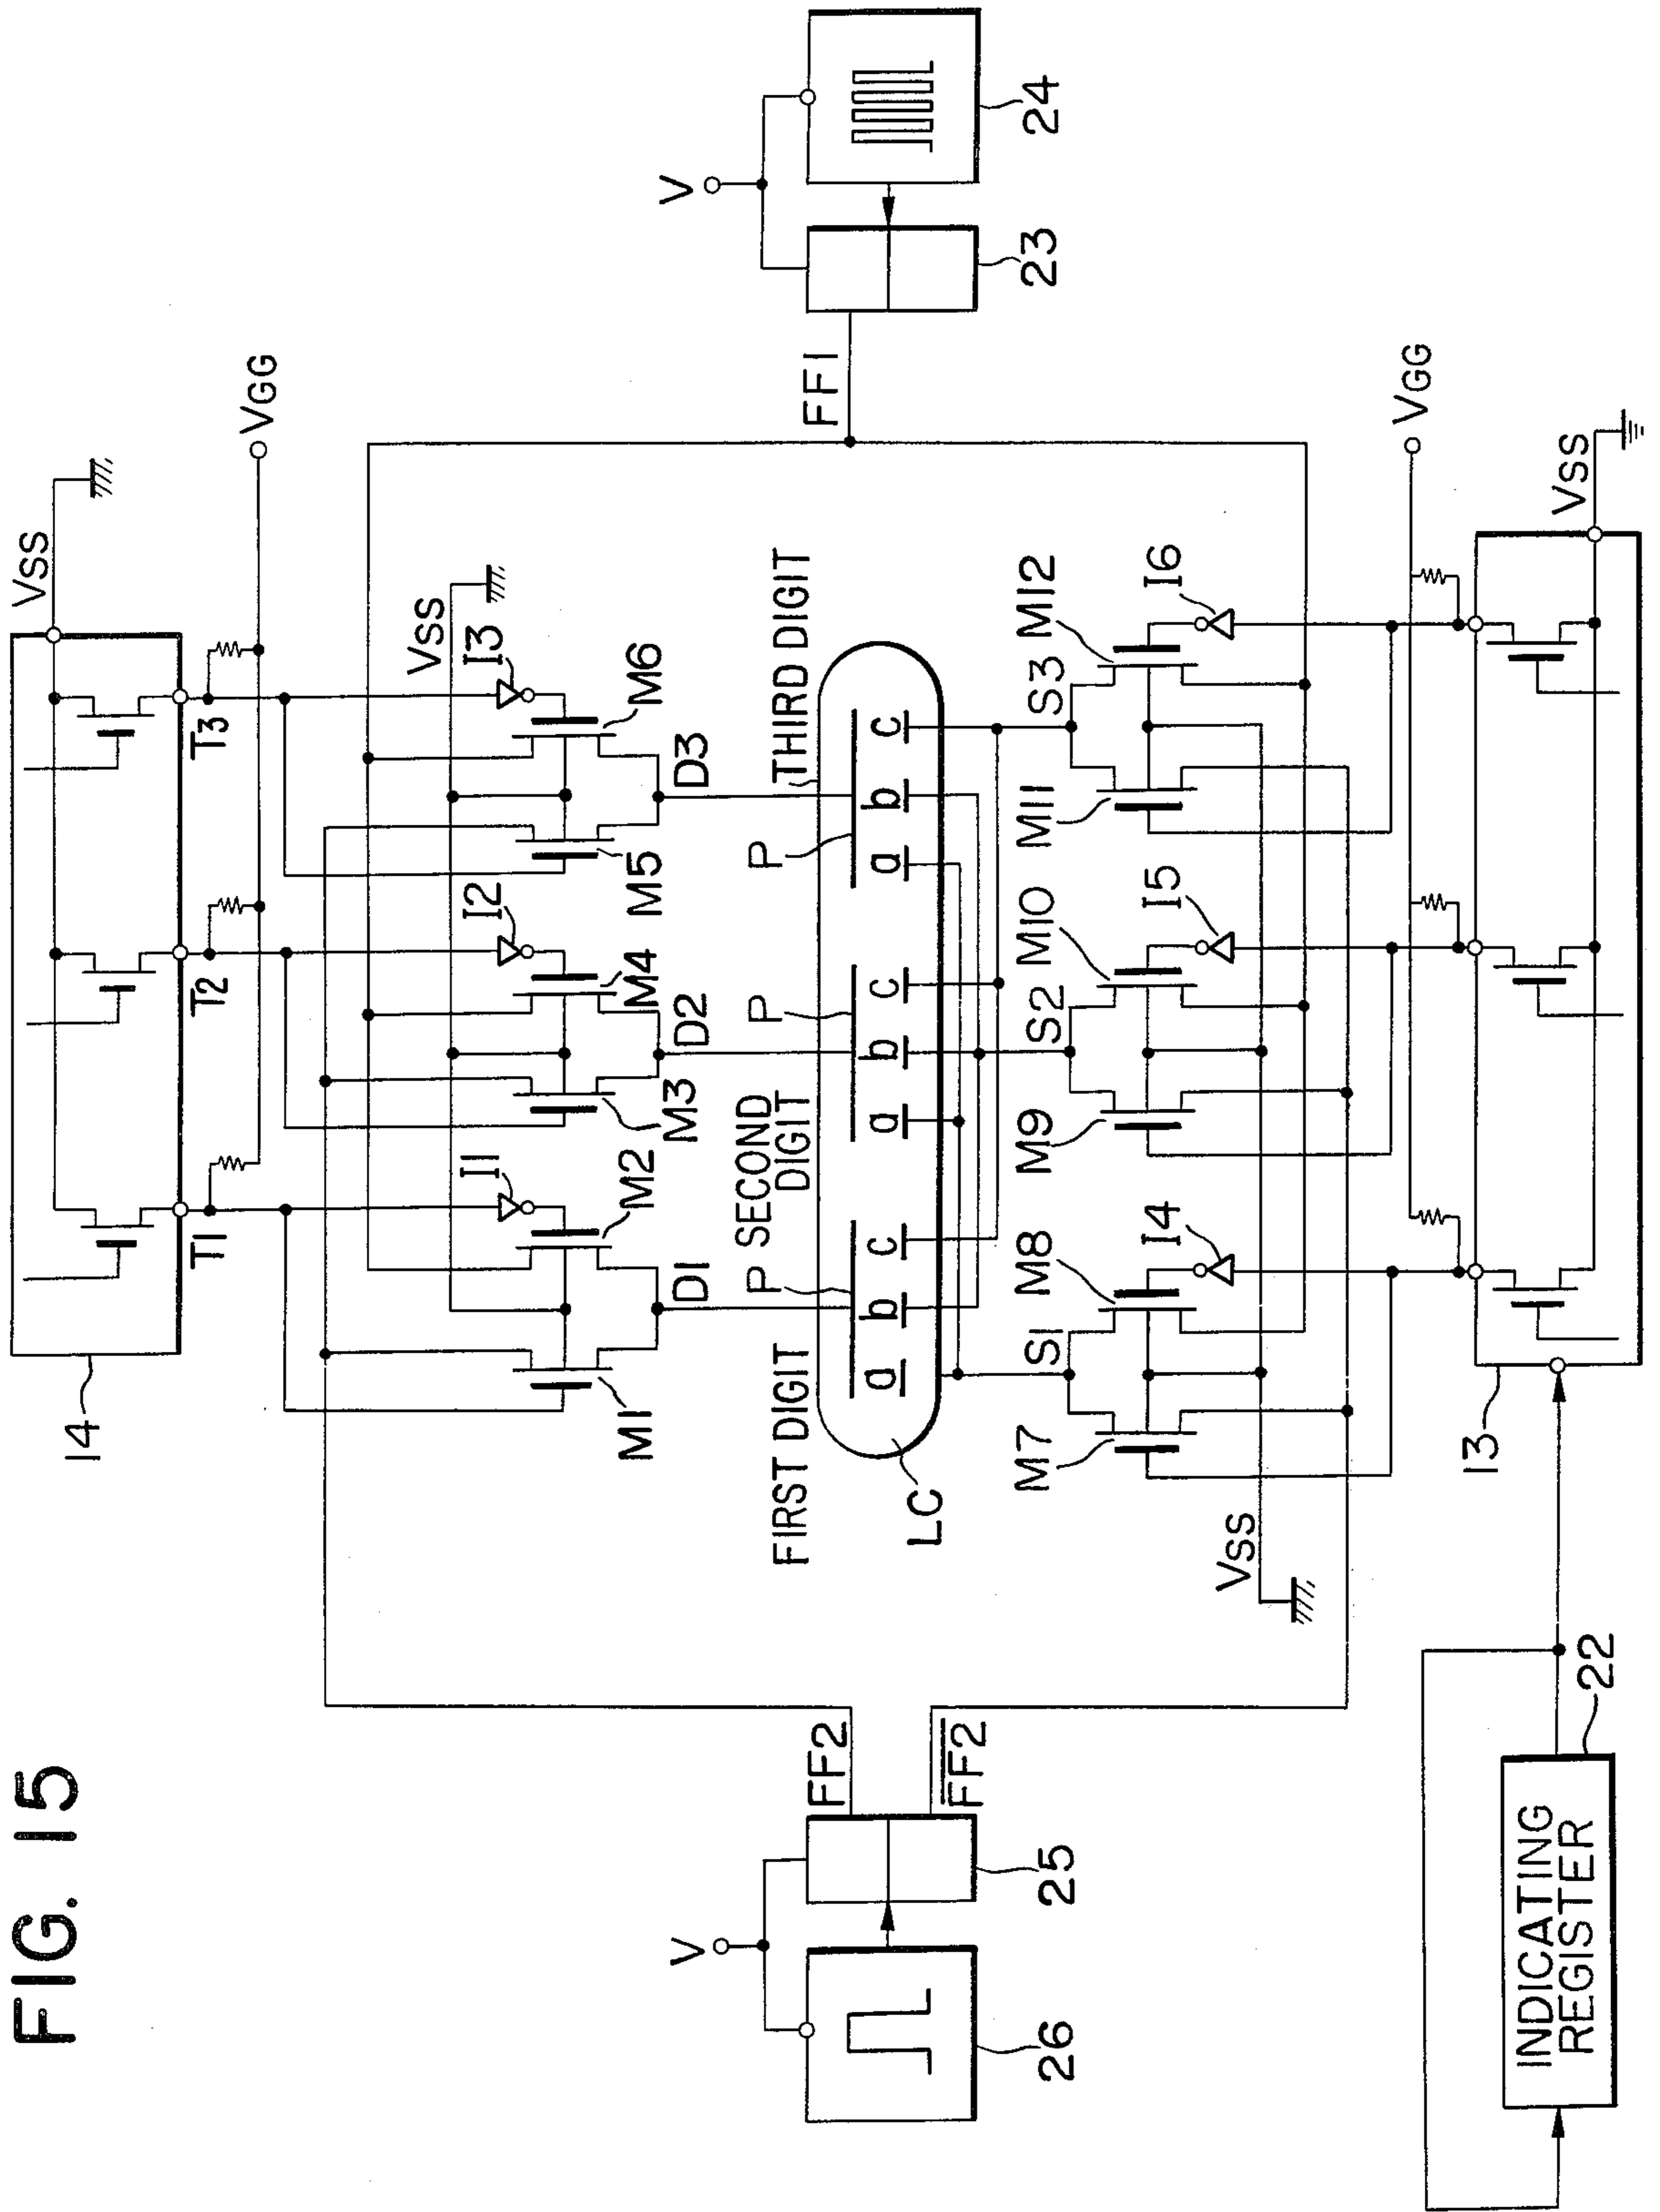 FIG. 15
14
VSS
T1
T2
T3
VGG
VSS
I1
I2
I3
M1
M2
M3
M4
M5
M6
D1
D2
D3
FIRST DIGIT
SECOND
DIGIT
THIRD DIGIT
P
P
P
a b c
a b c
a b c
LC
S1
S2
S3
M7
M8
M9
M10
M11
M12
I4
I5
I6
VSS
VGG
VSS
13
V
26
25
FF2
FF2
FF1
V
23
24
INDICATING
REGISTER
22